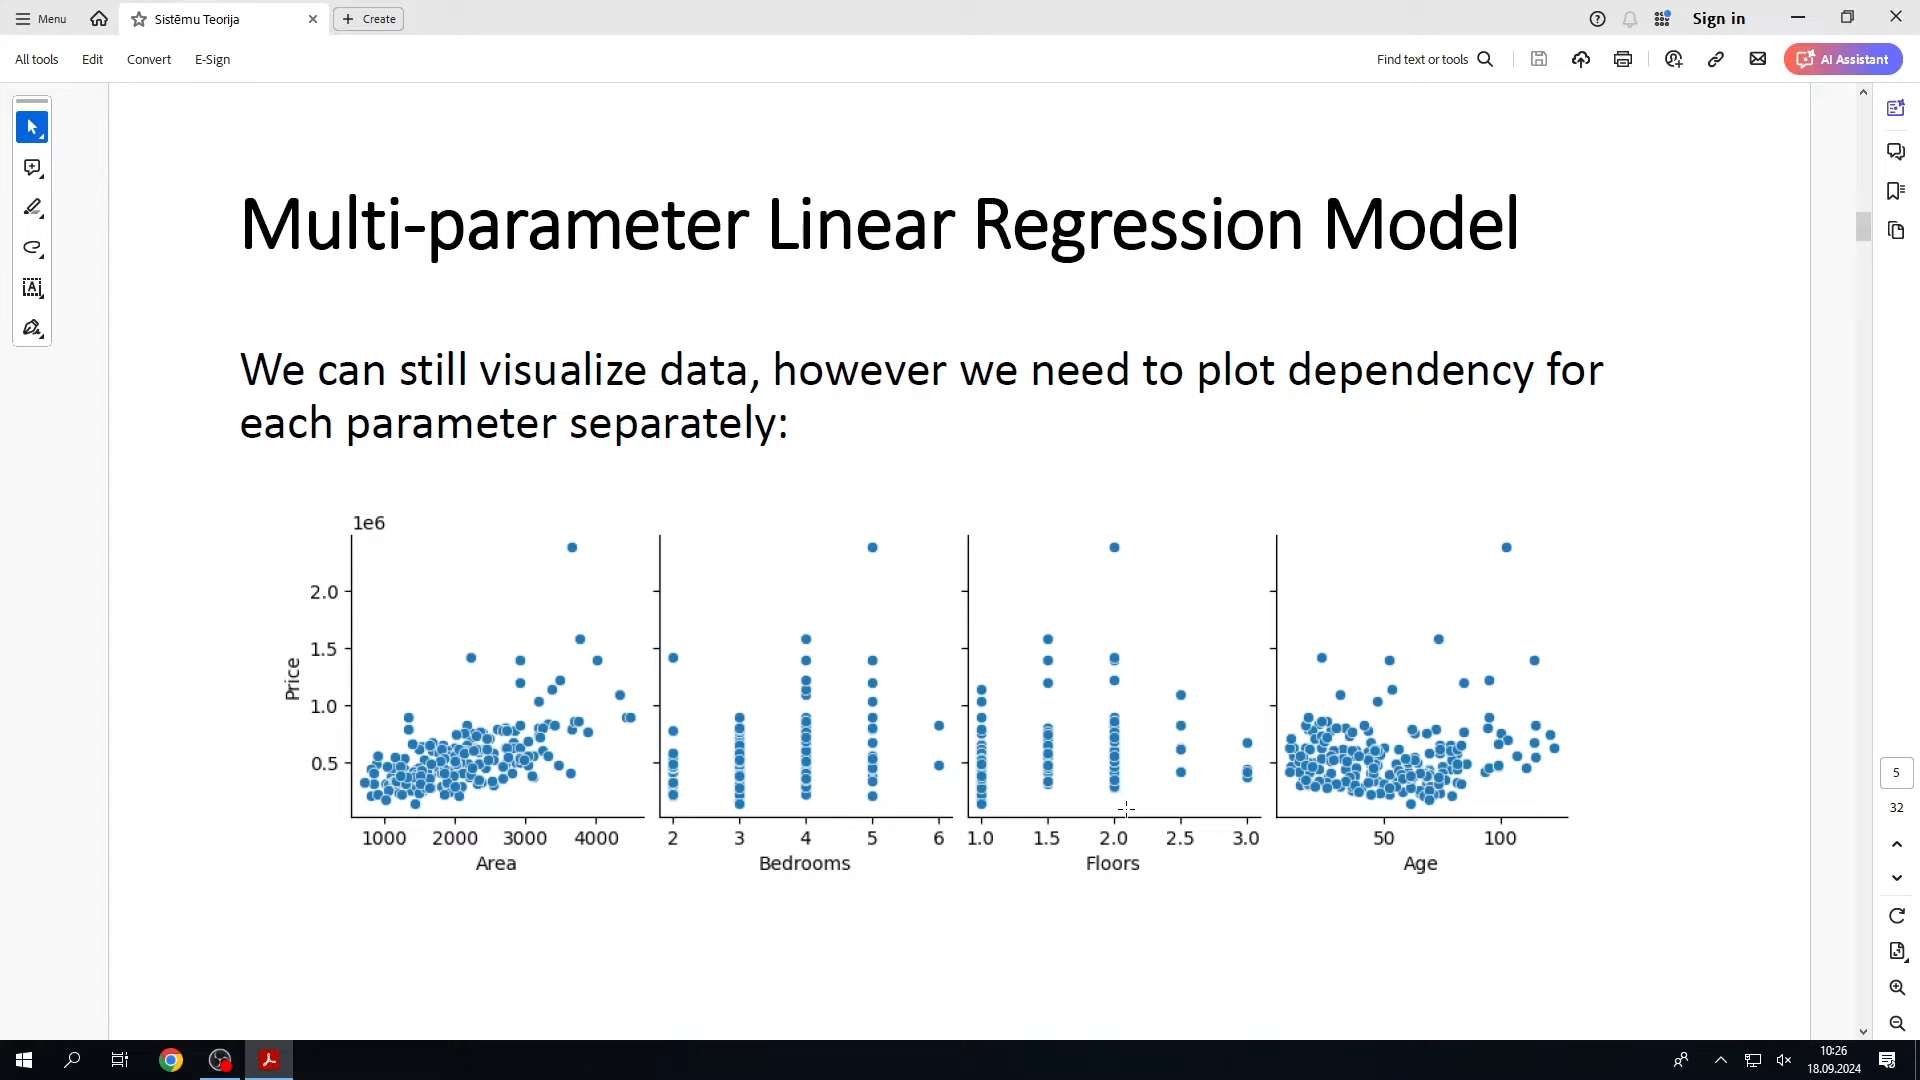 Menu
Sistēmu Teorija
Create
Sign in
All tools
Edit
Convert
E-Sign
Find text or tools
AI Assistant
Multi-parameter Linear Regression Model
We can still visualize data, however we need to plot dependency for
each parameter separately:
1e6
Price
2.0
1.5
1.0
0.5
1000 2000 3000 4000
Area
2 3 4 5 6
Bedrooms
1.0 1.5 2.0 2.5 3.0
Floors
50 100
Age
5
32
10:26
18.09.2024